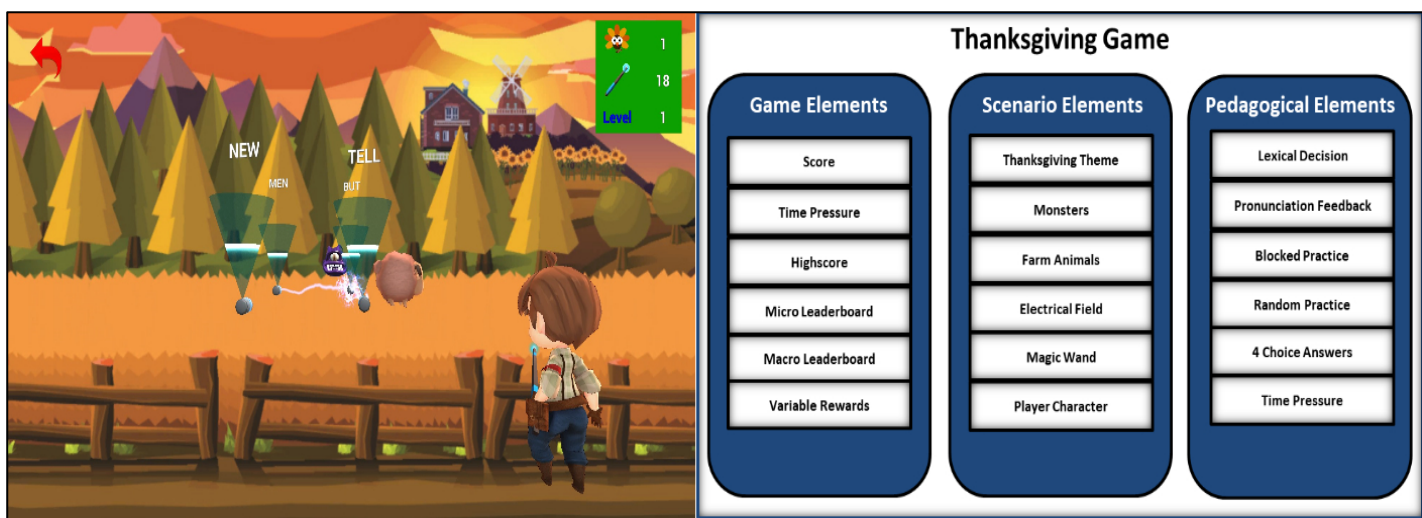 1
18
Level 1
NEW
TELL
MEN
BUT
Thanksgiving Game
Game Elements
Score
Time Pressure
Highscore
Micro Leaderboard
Macro Leaderboard
Variable Rewards
Scenario Elements
Thanksgiving Theme
Monsters
Farm Animals
Electrical Field
Magic Wand
Player Character
Pedagogical Elements
Lexical Decision
Pronunciation Feedback
Blocked Practice
Random Practice
4 Choice Answers
Time Pressure